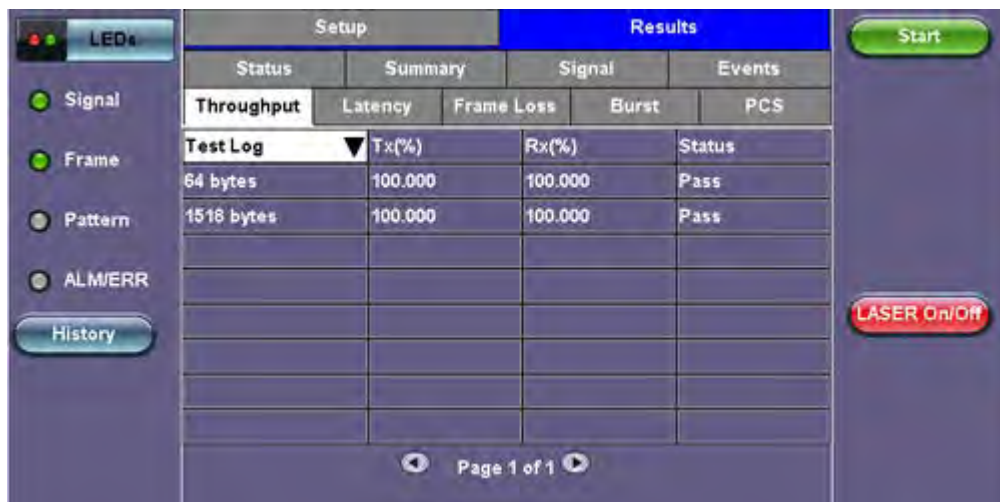 LEDs
Setup
Results
Start
Status
Summary
Signal
Events
Signal
Throughput
Latency
Frame Loss
Burst
PCS
Test Log
Tx(%)
Rx(%)
Status
Frame
64 bytes
100.000
100.000
Pass
Pattern
1518 bytes
100.000
100.000
Pass
ALM/ERR
History
LASER On/Off
Page 1 of 1